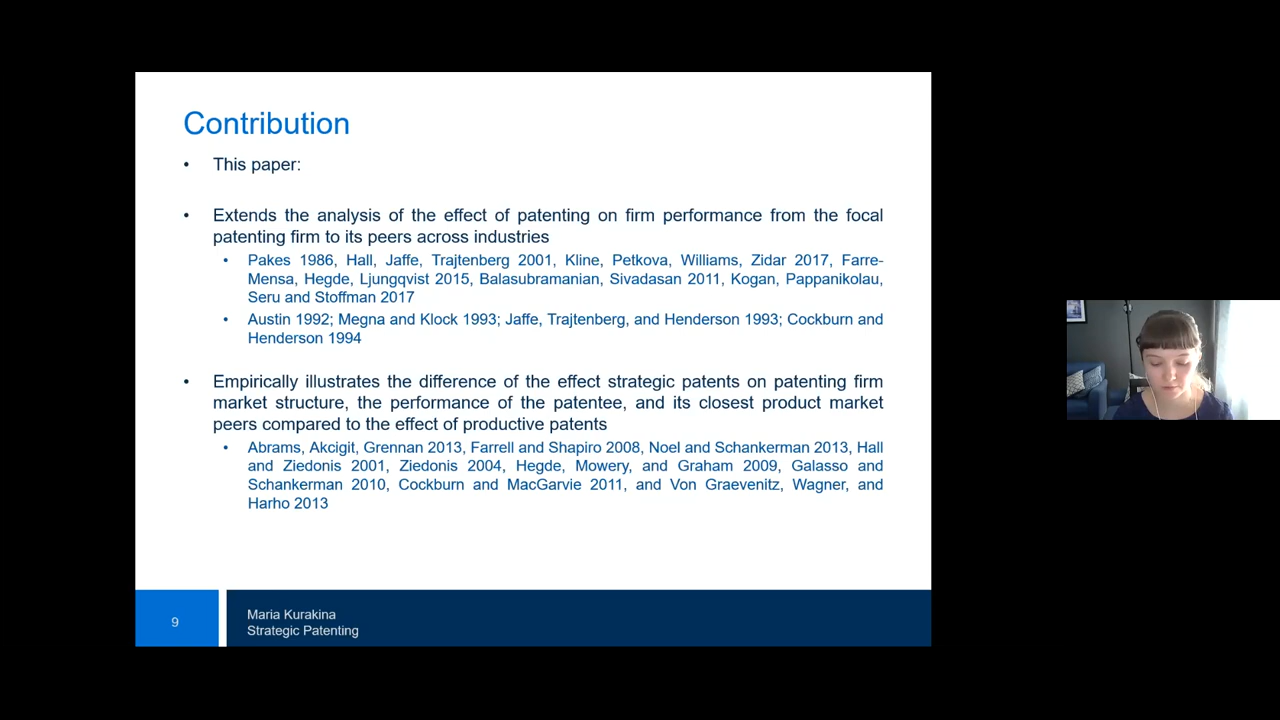 Contribution
• This paper:
• Extends the analysis of the effect of patenting on firm performance from the focal
patenting firm to its peers across industries
• Pakes 1986, Hall, Jaffe, Trajtenberg 2001, Kline, Petkova, Williams, Zidar 2017, Farre-
Mensa, Hegde, Ljungqvist 2015, Balasubramanian, Sivadasan 2011, Kogan, Pappanikolau,
Seru and Stoffman 2017
• Austin 1992; Megna and Klock 1993; Jaffe, Trajtenberg, and Henderson 1993; Cockburn and
Henderson 1994
• Empirically illustrates the difference of the effect strategic patents on patenting firm
market structure, the performance of the patentee, and its closest product market
peers compared to the effect of productive patents
• Abrams, Akcigit, Grennan 2013, Farrell and Shapiro 2008, Noel and Schankerman 2013, Hall
and Ziedonis 2001, Ziedonis 2004, Hegde, Mowery, and Graham 2009, Galasso and
Schankerman 2010, Cockburn and MacGarvie 2011, and Von Graevenitz, Wagner, and
Harho 2013
9
Maria Kurakina
Strategic Patenting